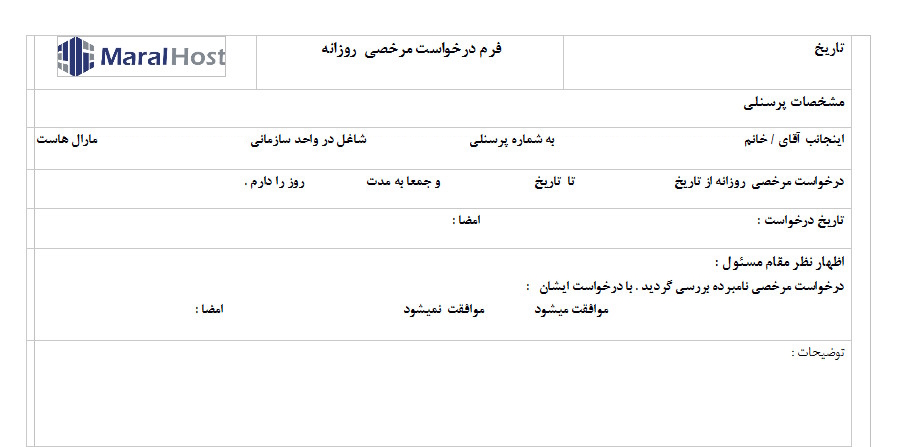 تاریخ
فرم درخواست مرخصی روزانه
MaralHost
مشخصات پرسنلی
اینجانب آقای / خانم به شماره پرسنلی شاغل در واحد سازمانی مارال هاست
درخواست مرخصی روزانه از تاریخ تا تاریخ و جمعا به مدت روز را دارم .
تاریخ درخواست : امضا :
اظهار نظر مقام مسئول :
درخواست مرخصی نامبرده بررسی گردید . با درخواست ایشان :
موافقت میشود موافقت نمیشود امضا :
توضیحات :